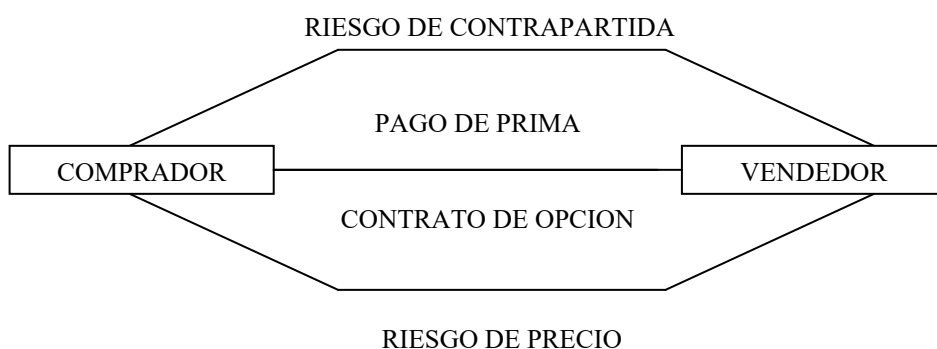 RIESGO DE CONTRAPARTIDA
PAGO DE PRIMA
COMPRADOR
VENDEDOR
CONTRATO DE OPCION
RIESGO DE PRECIO